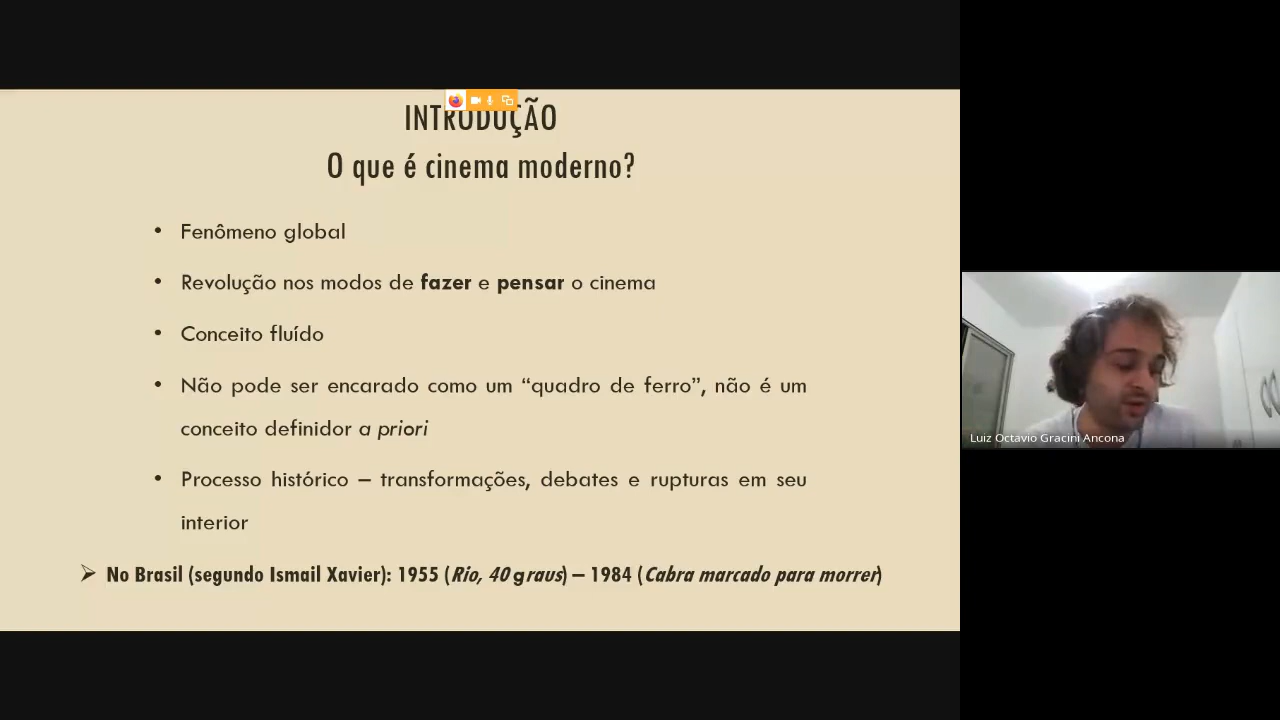 INTRODUÇÃO
O que é cinema moderno?
• Fenômeno global
• Revolução nos modos de fazer e pensar o cinema
• Conceito fluído
• Não pode ser encarado como um “quadro de ferro”, não é um
conceito definidor a priori
• Processo histórico – transformações, debates e rupturas em seu
interior
➢ No Brasil (segundo Ismail Xavier): 1955 (Rio, 40 graus) – 1984 (Cabra marcado para morrer)
Luiz Octavio Gracini Ancona